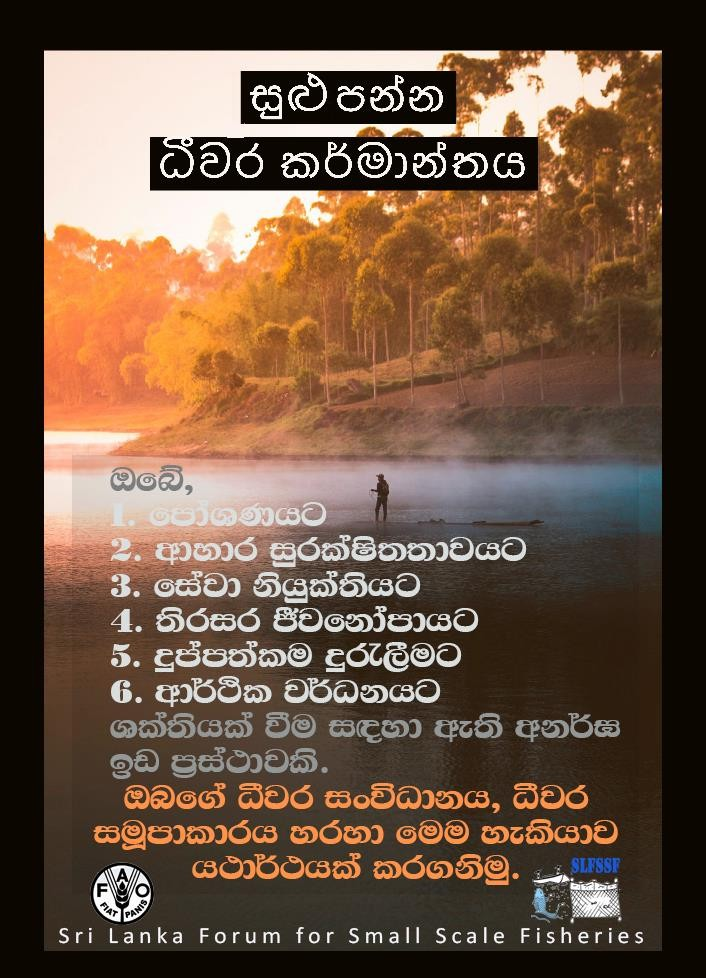 සුළු පන්න
ධීවර කර්මාන්තය
ඔබේ,
1. පෝශණයට
2. ආහාර සුරක්ෂිතතාවයට
3. සේවා නියුක්තියට
4. තිරසර ජීවනෝපායට
5. දුප්පත්කම දුරැලීමට
6. ආර්ථික වර්ධනයට
ශක්තියක් වීම සඳහා ඇති අනර්ඝ
ඉඩ ප්‍රස්ථාවකි.
ඔබගේ ධීවර සංවිධානය, ධීවර
සමූපාකාරය හරහා මෙම හැකියාව
යථාර්ථයක් කරගනිමු.
FAO
FIAT PANIS
SLFSSF
Sri Lanka Forum for Small Scale Fisheries